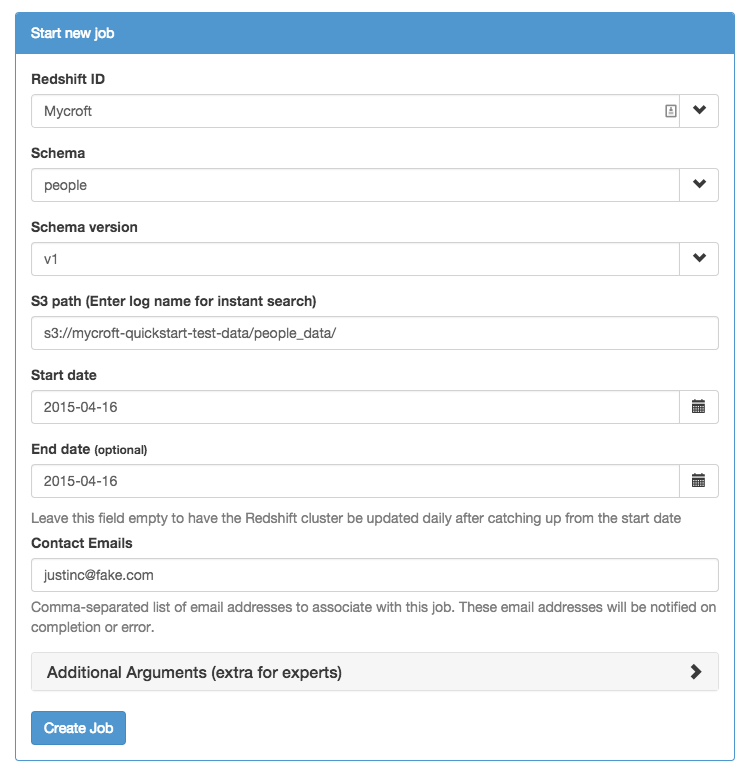 Start new job
Redshift ID
Mycroft
Schema
people
Schema version
v1
S3 path (Enter log name for instant search)
s3://mycroft-quickstart-test-data/people_data/
Start date
2015-04-16
End date (optional)
2015-04-16
Leave this field empty to have the Redshift cluster be updated daily after catching up from the start date
Contact Emails
justinc@fake.com
Comma-separated list of email addresses to associate with this job. These email addresses will be notified on
completion or error.
Additional Arguments (extra for experts)
Create Job